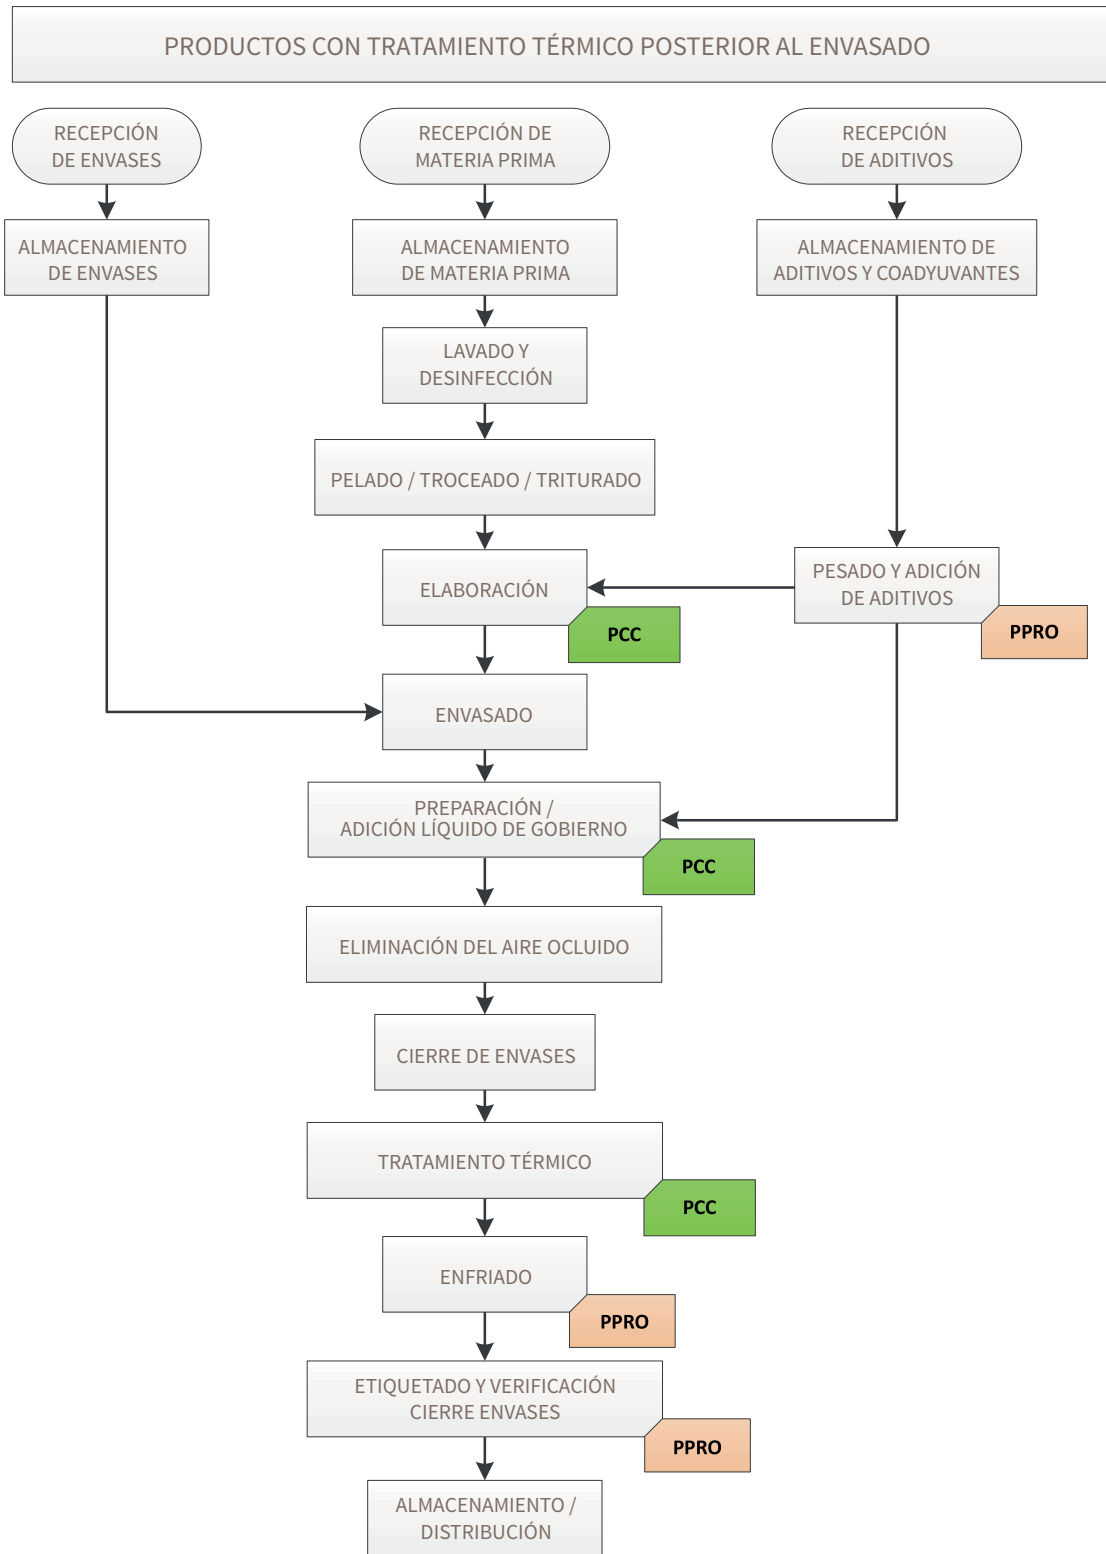 PRODUCTOS CON TRATAMIENTO TÉRMICO POSTERIOR AL ENVASADO
RECEPCIÓN
DE ENVASES
RECEPCIÓN DE
MATERIA PRIMA
RECEPCIÓN
DE ADITIVOS
ALMACENAMIENTO
DE ENVASES
ALMACENAMIENTO
DE MATERIA PRIMA
ALMACENAMIENTO DE
ADITIVOS Y COADYUVANTES
LAVADO Y
DESINFECCIÓN
PELADO / TROCEADO / TRITURADO
ELABORACIÓN
PCC
PESADO Y ADICIÓN
DE ADITIVOS
PPRO
ENVASADO
PREPARACIÓN /
ADICIÓN LÍQUIDO DE GOBIERNO
PCC
ELIMINACIÓN DEL AIRE OCLUIDO
CIERRE DE ENVASES
TRATAMIENTO TÉRMICO
PCC
ENFRIADO
PPRO
ETIQUETADO Y VERIFICACIÓN
CIERRE ENVASES
PPRO
ALMACENAMIENTO /
DISTRIBUCIÓN